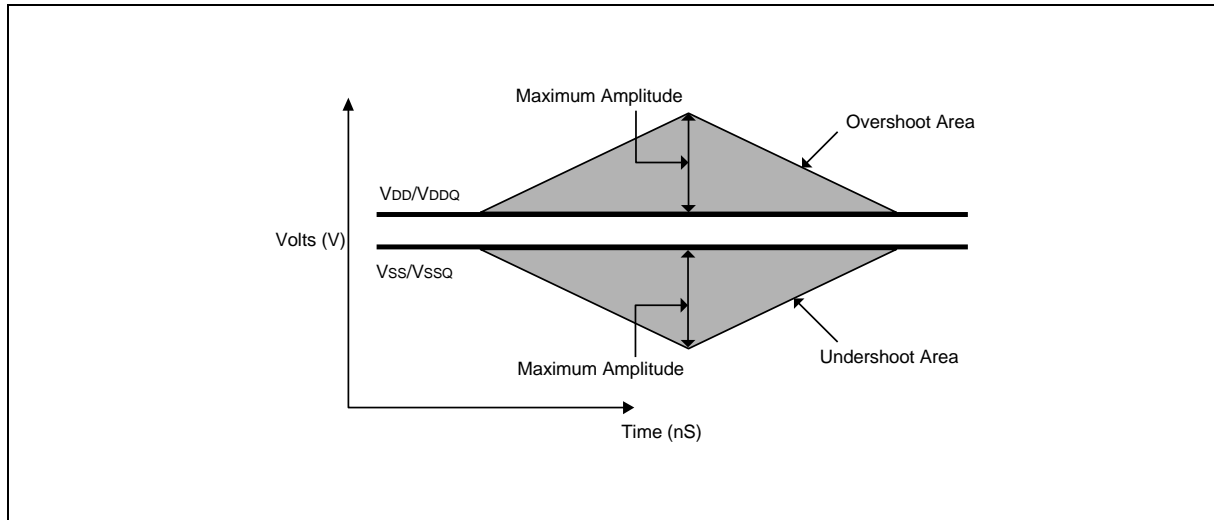 Maximum Amplitude
Overshoot Area
VDD/VDDQ
Volts (V)
VSS/VSSQ
Maximum Amplitude
Undershoot Area
Time (nS)